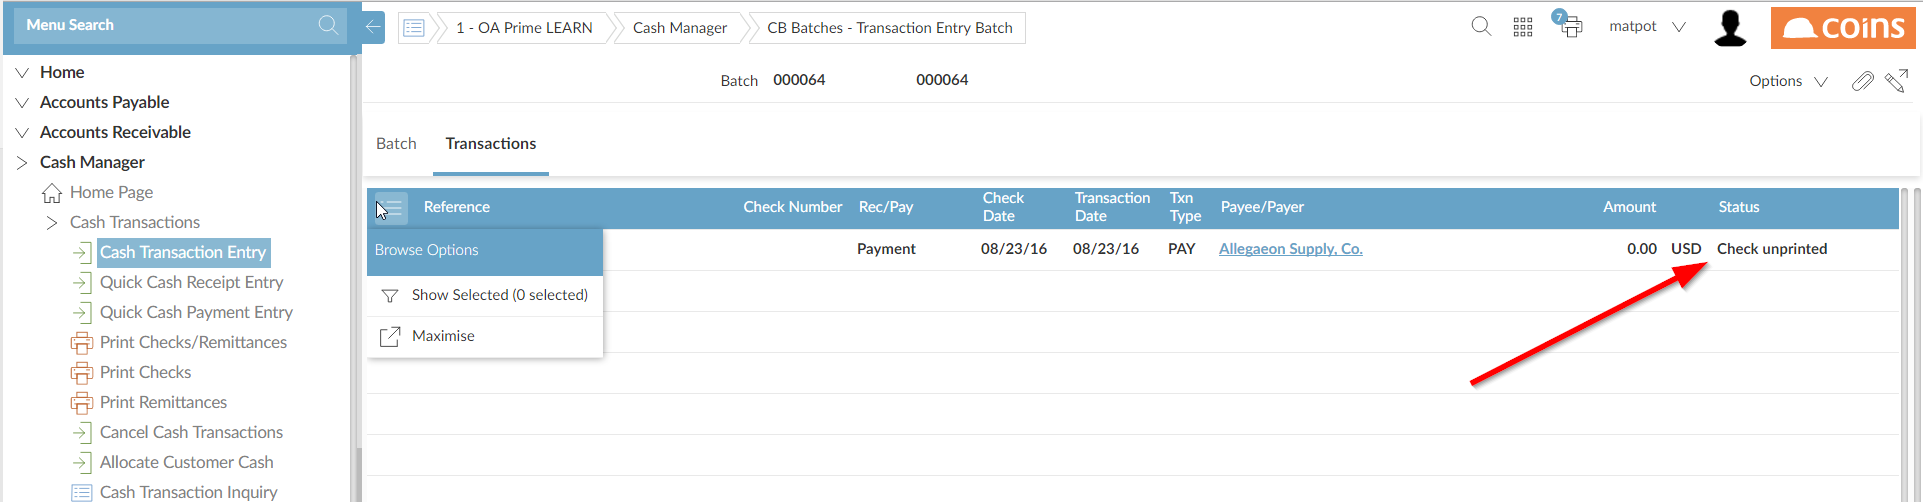 Menu Search
1 - OA Prime LEARN
Cash Manager
CB Batches - Transaction Entry Batch
7
matpot
coins
Home
Accounts Payable
Accounts Receivable
Cash Manager
Home Page
Cash Transactions
Cash Transaction Entry
Quick Cash Receipt Entry
Quick Cash Payment Entry
Print Checks/Remittances
Print Checks
Print Remittances
Cancel Cash Transactions
Allocate Customer Cash
Cash Transaction Inquiry
Batch 000064 000064
Options
Batch Transactions
Reference Check Number Rec/Pay Check Date Transaction Date Txn Type Payee/Payer Amount Status
Payment 08/23/16 08/23/16 PAY Allegaeon Supply, Co. 0.00 USD Check unprinted
Browse Options
Show Selected (0 selected)
Maximise